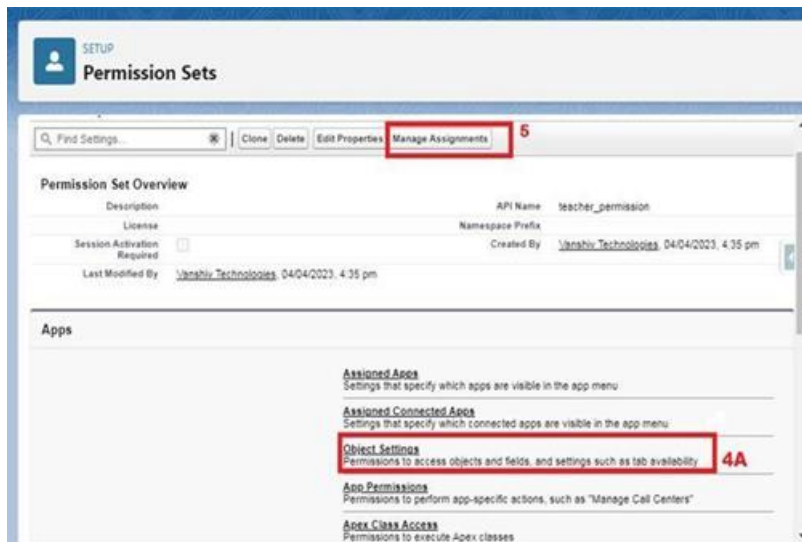 SETUP
Permission Sets
Find Settings...
Clone Delete Edit Properties Manage Assignments 5
Permission Set Overview
Description API Name teacher_permission
License Namespace Prefix
Session Activation Required Created By Vanshiv Technologies, 04/04/2023, 4:35 pm
Last Modified By Vanshiv Technologies, 04/04/2023, 4:35 pm
Apps
Assigned Apps
Settings that specify which apps are visible in the app menu
Assigned Connected Apps
Settings that specify which connected apps are visible in the app menu
Object Settings
Permissions to access objects and fields, and settings such as tab availability 4A
App Permissions
Permissions to perform app-specific actions, such as "Manage Call Centers"
Apex Class Access
Permissions to execute Apex classes